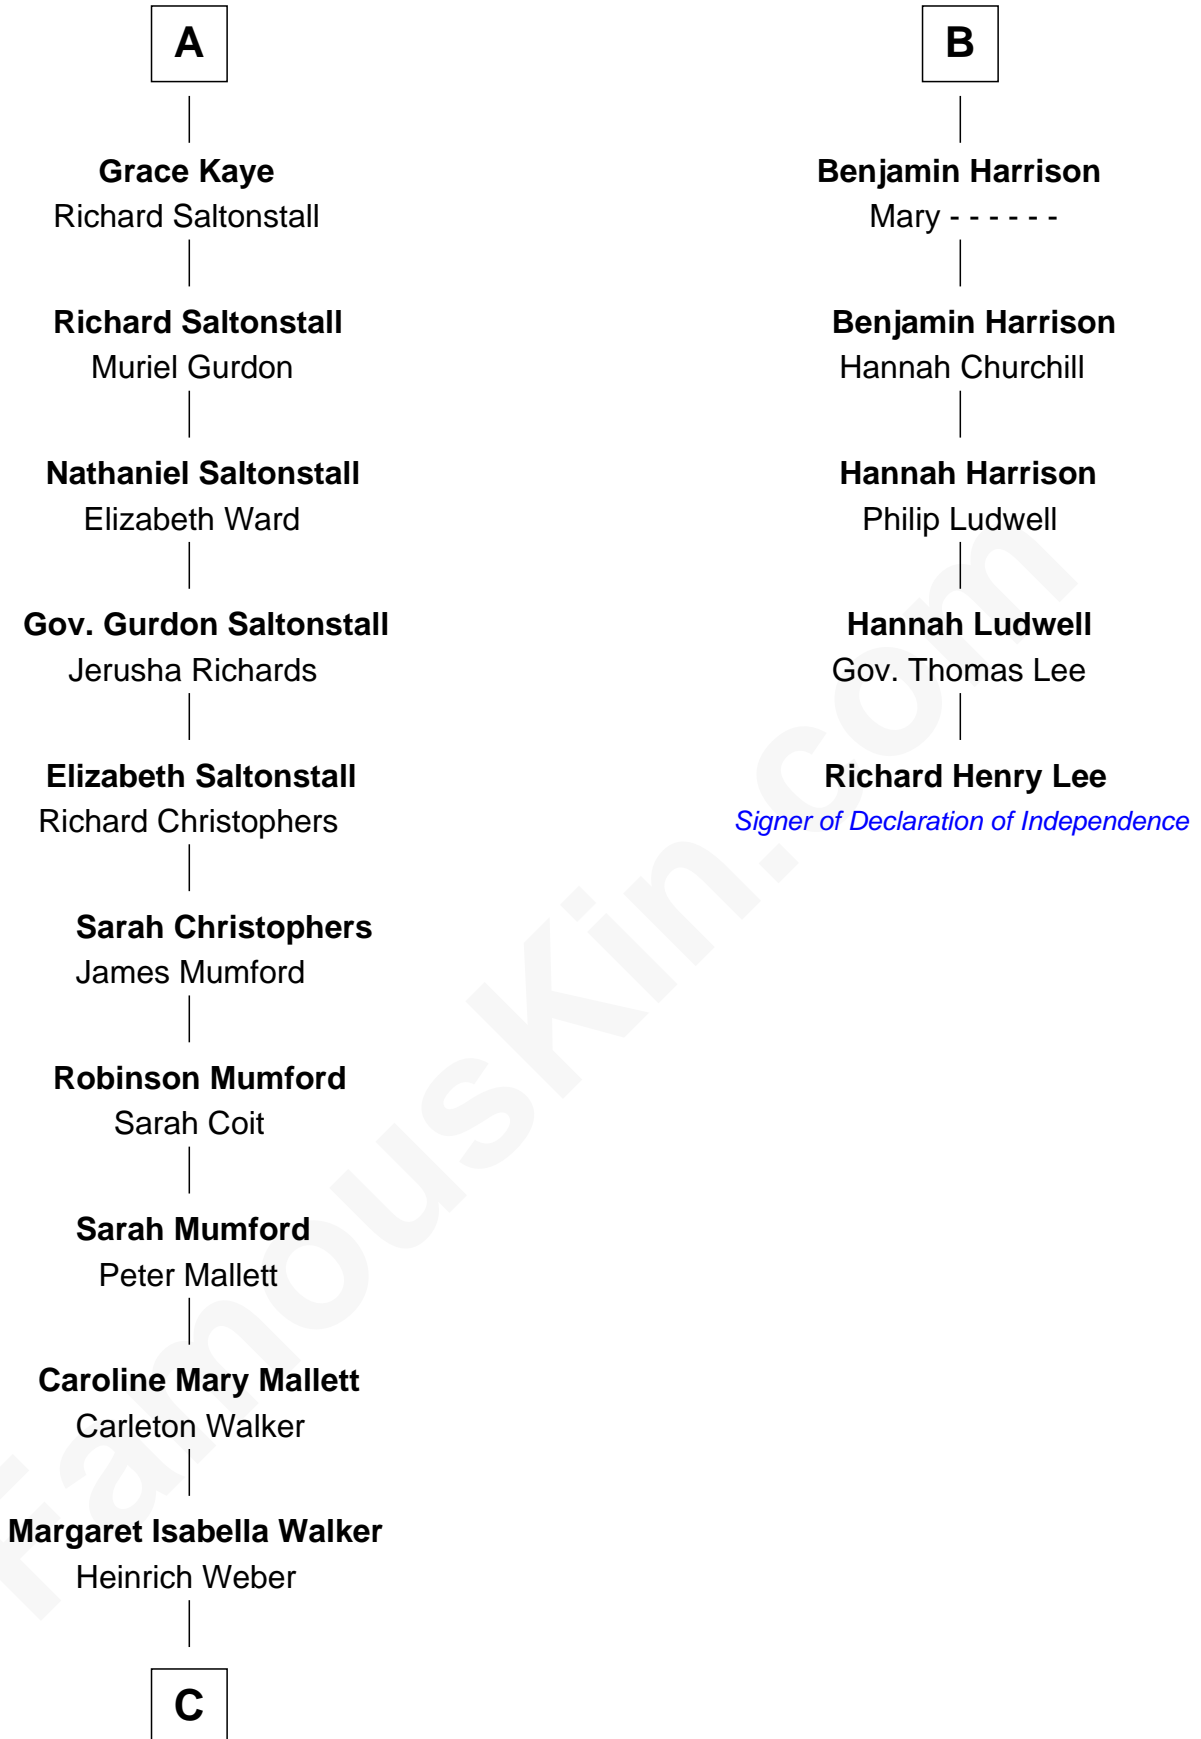 A
Grace Kaye
Richard Saltonstall
Richard Saltonstall
Muriel Gurdon
Nathaniel Saltonstall
Elizabeth Ward
Gov. Gurdon Saltonstall
Jerusha Richards
Elizabeth Saltonstall
Richard Christophers
Sarah Christophers
James Mumford
Robinson Mumford
Sarah Coit
Sarah Mumford
Peter Mallett
Caroline Mary Mallett
Carleton Walker
Margaret Isabella Walker
Heinrich Weber
C
B
Benjamin Harrison
Mary - - - - - -
Benjamin Harrison
Hannah Churchill
Hannah Harrison
Philip Ludwell
Hannah Ludwell
Gov. Thomas Lee
Richard Henry Lee
Signer of Declaration of Independence
FamousKin.com